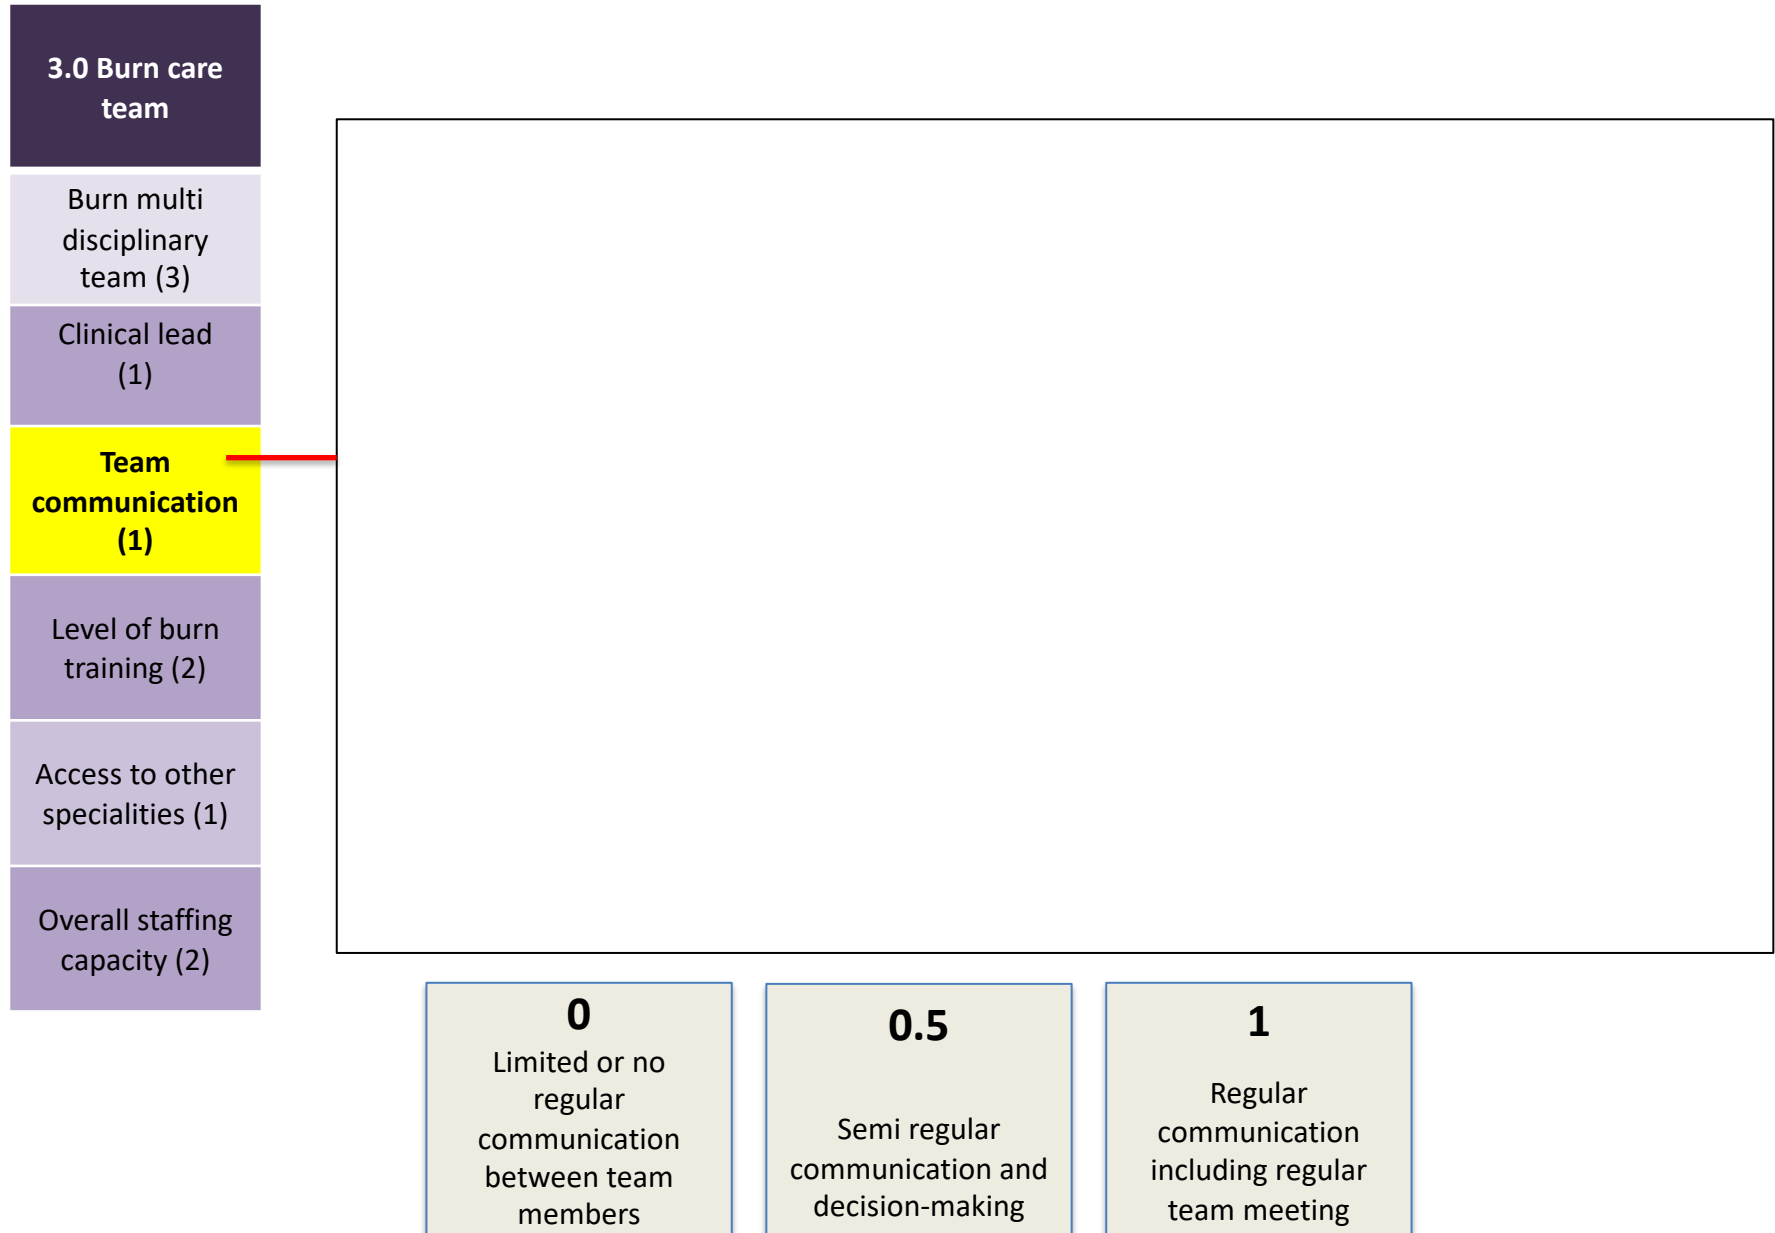 3.0 Burn care
team
Burn multi
disciplinary
team (3)
Clinical lead
(1)
Team
communication
(1)
Level of burn
training (2)
Access to other
specialities (1)
Overall staffing
capacity (2)
0
Limited or no
regular
communication
between team
members
0.5
Semi regular
communication and
decision-making
1
Regular
communication
including regular
team meeting